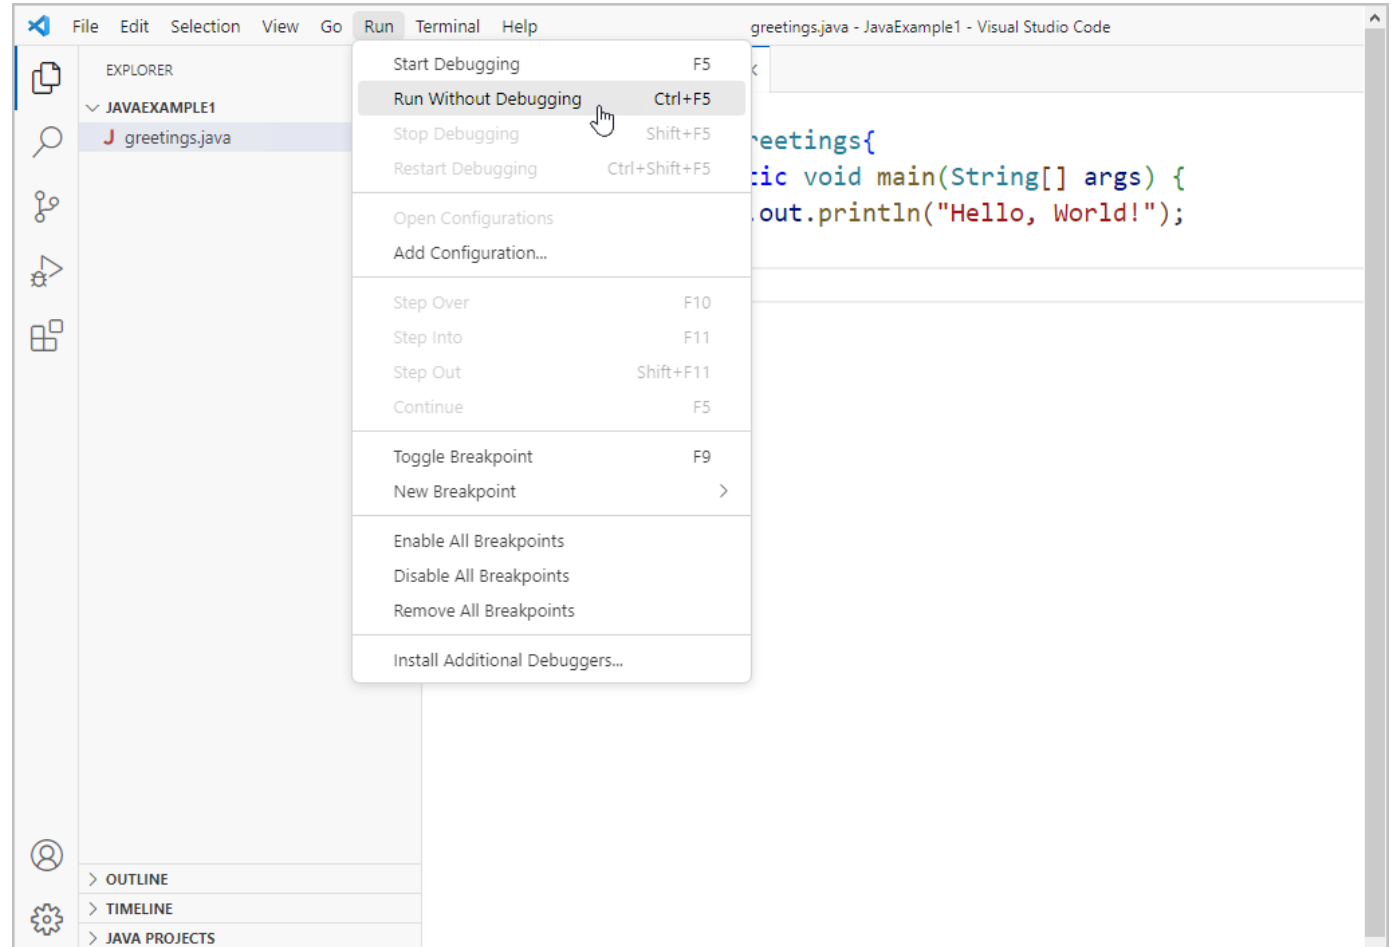 File Edit Selection View Go Run Terminal Help greetings.java - JavaExample1 - Visual Studio Code
EXPLORER
JAVAEXAMPLE1
J greetings.java
Start Debugging F5
Run Without Debugging Ctrl+F5
Stop Debugging Shift+F5
Restart Debugging Ctrl+Shift+F5
Open Configurations
Add Configuration...
Step Over F10
Step Into F11
Step Out Shift+F11
Continue F5
Toggle Breakpoint F9
New Breakpoint
Enable All Breakpoints
Disable All Breakpoints
Remove All Breakpoints
Install Additional Debuggers...
reetings{
tic void main(String[] args) {
.out.println("Hello, World!");
OUTLINE
TIMELINE
JAVA PROJECTS